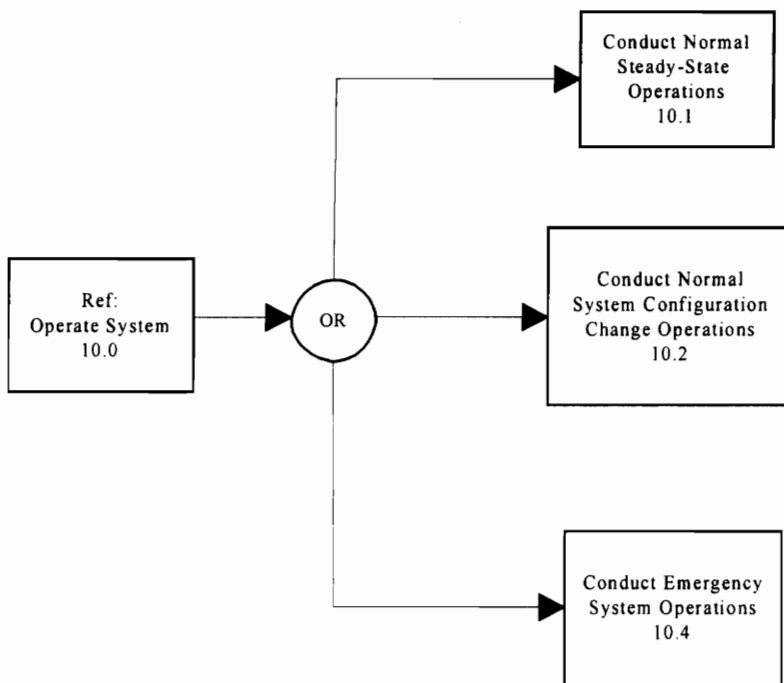 Conduct Normal
Steady-State
Operations
10.1
Ref:
Operate System
10.0
OR
Conduct Normal
System Configuration
Change Operations
10.2
Conduct Emergency
System Operations
10.4